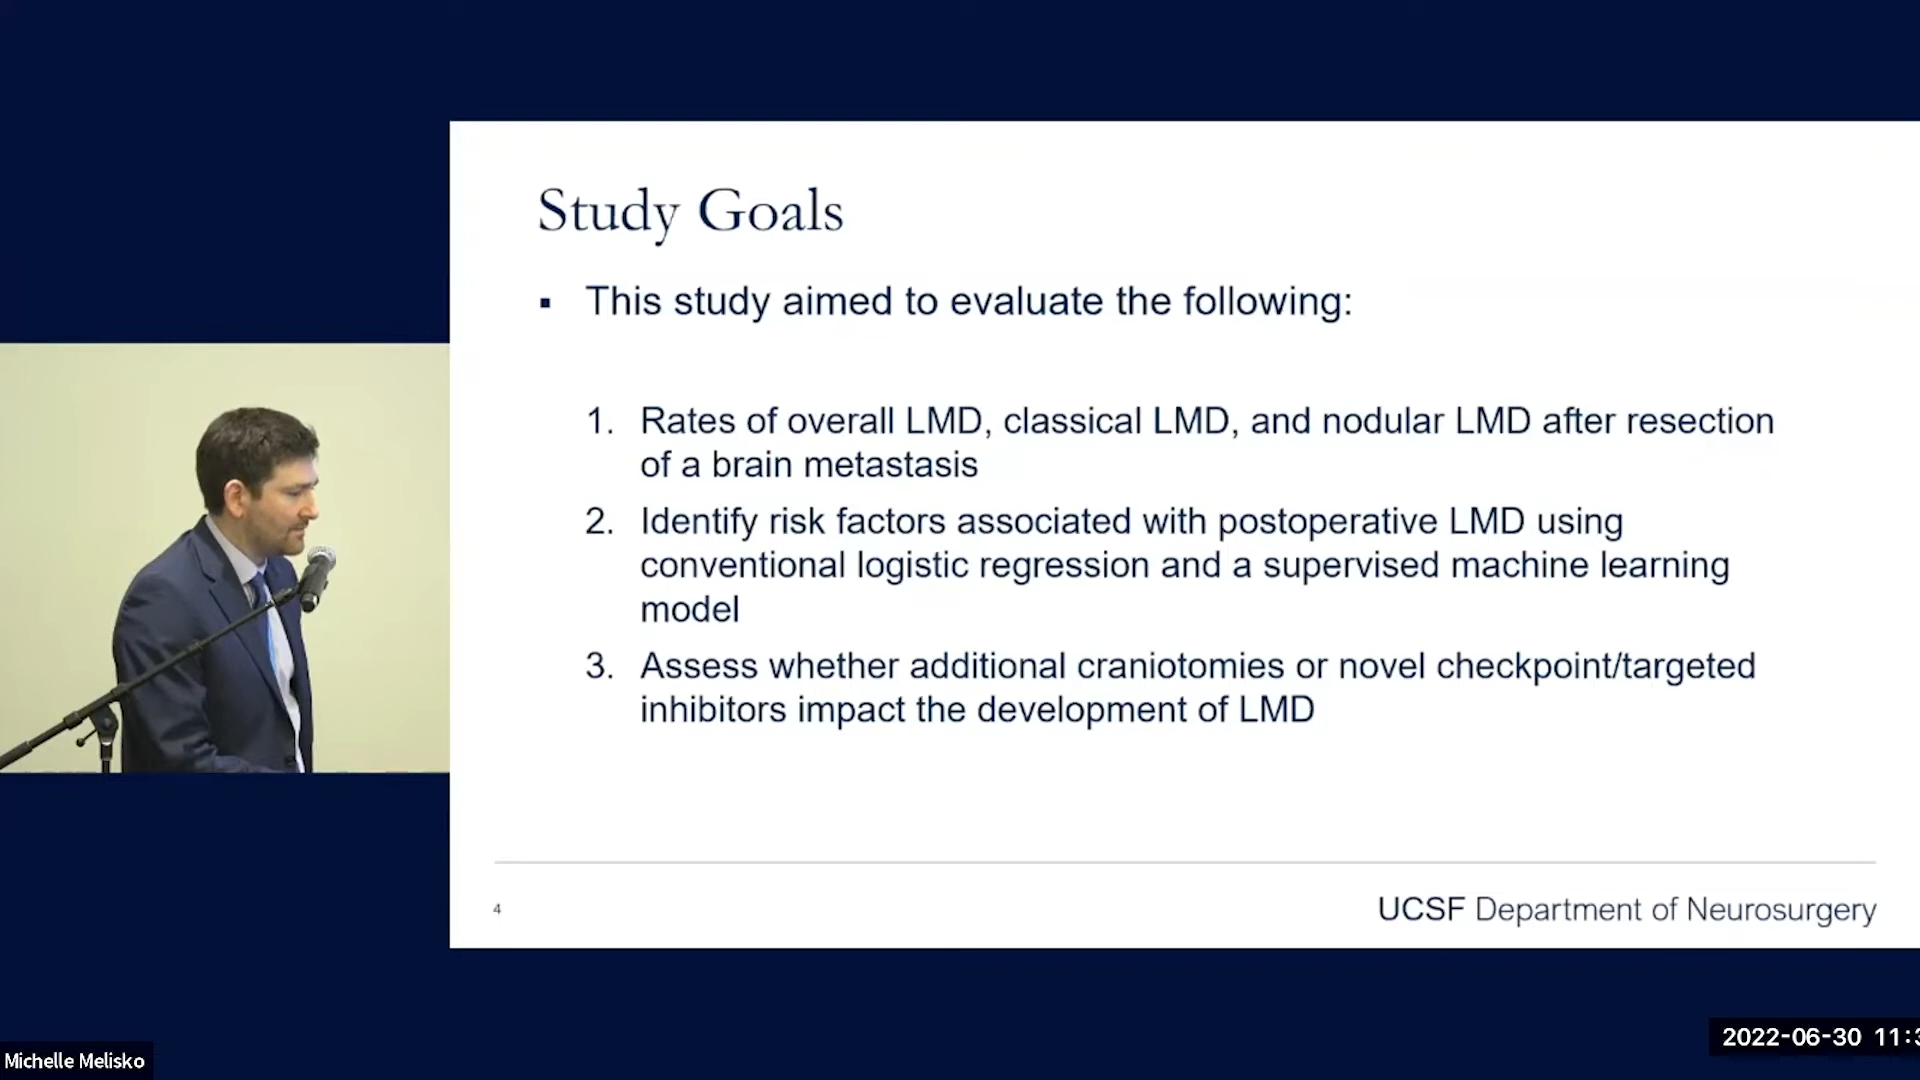 Study Goals
▪ This study aimed to evaluate the following:
1. Rates of overall LMD, classical LMD, and nodular LMD after resection
of a brain metastasis
2. Identify risk factors associated with postoperative LMD using
conventional logistic regression and a supervised machine learning
model
3. Assess whether additional craniotomies or novel checkpoint/targeted
inhibitors impact the development of LMD
4
UCSF Department of Neurosurgery
2022-06-30 11:3
Michelle Melisko